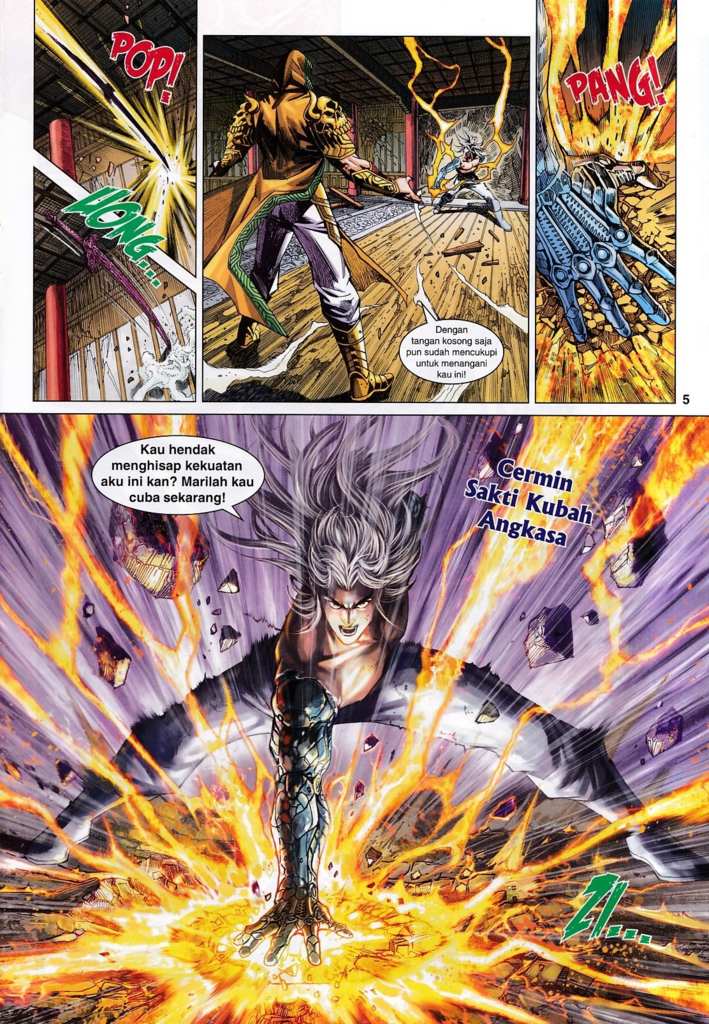 POP!
UONG...
Dengan
tangan kosong saja
pun sudah mencukupi
untuk menangani
kau ini!
PANG!
5
Kau hendak
menghisap kekuatan
aku ini kan? Marilah kau
cuba sekarang!
Cermin
Sakti Kubah
Angkasa
ZI...